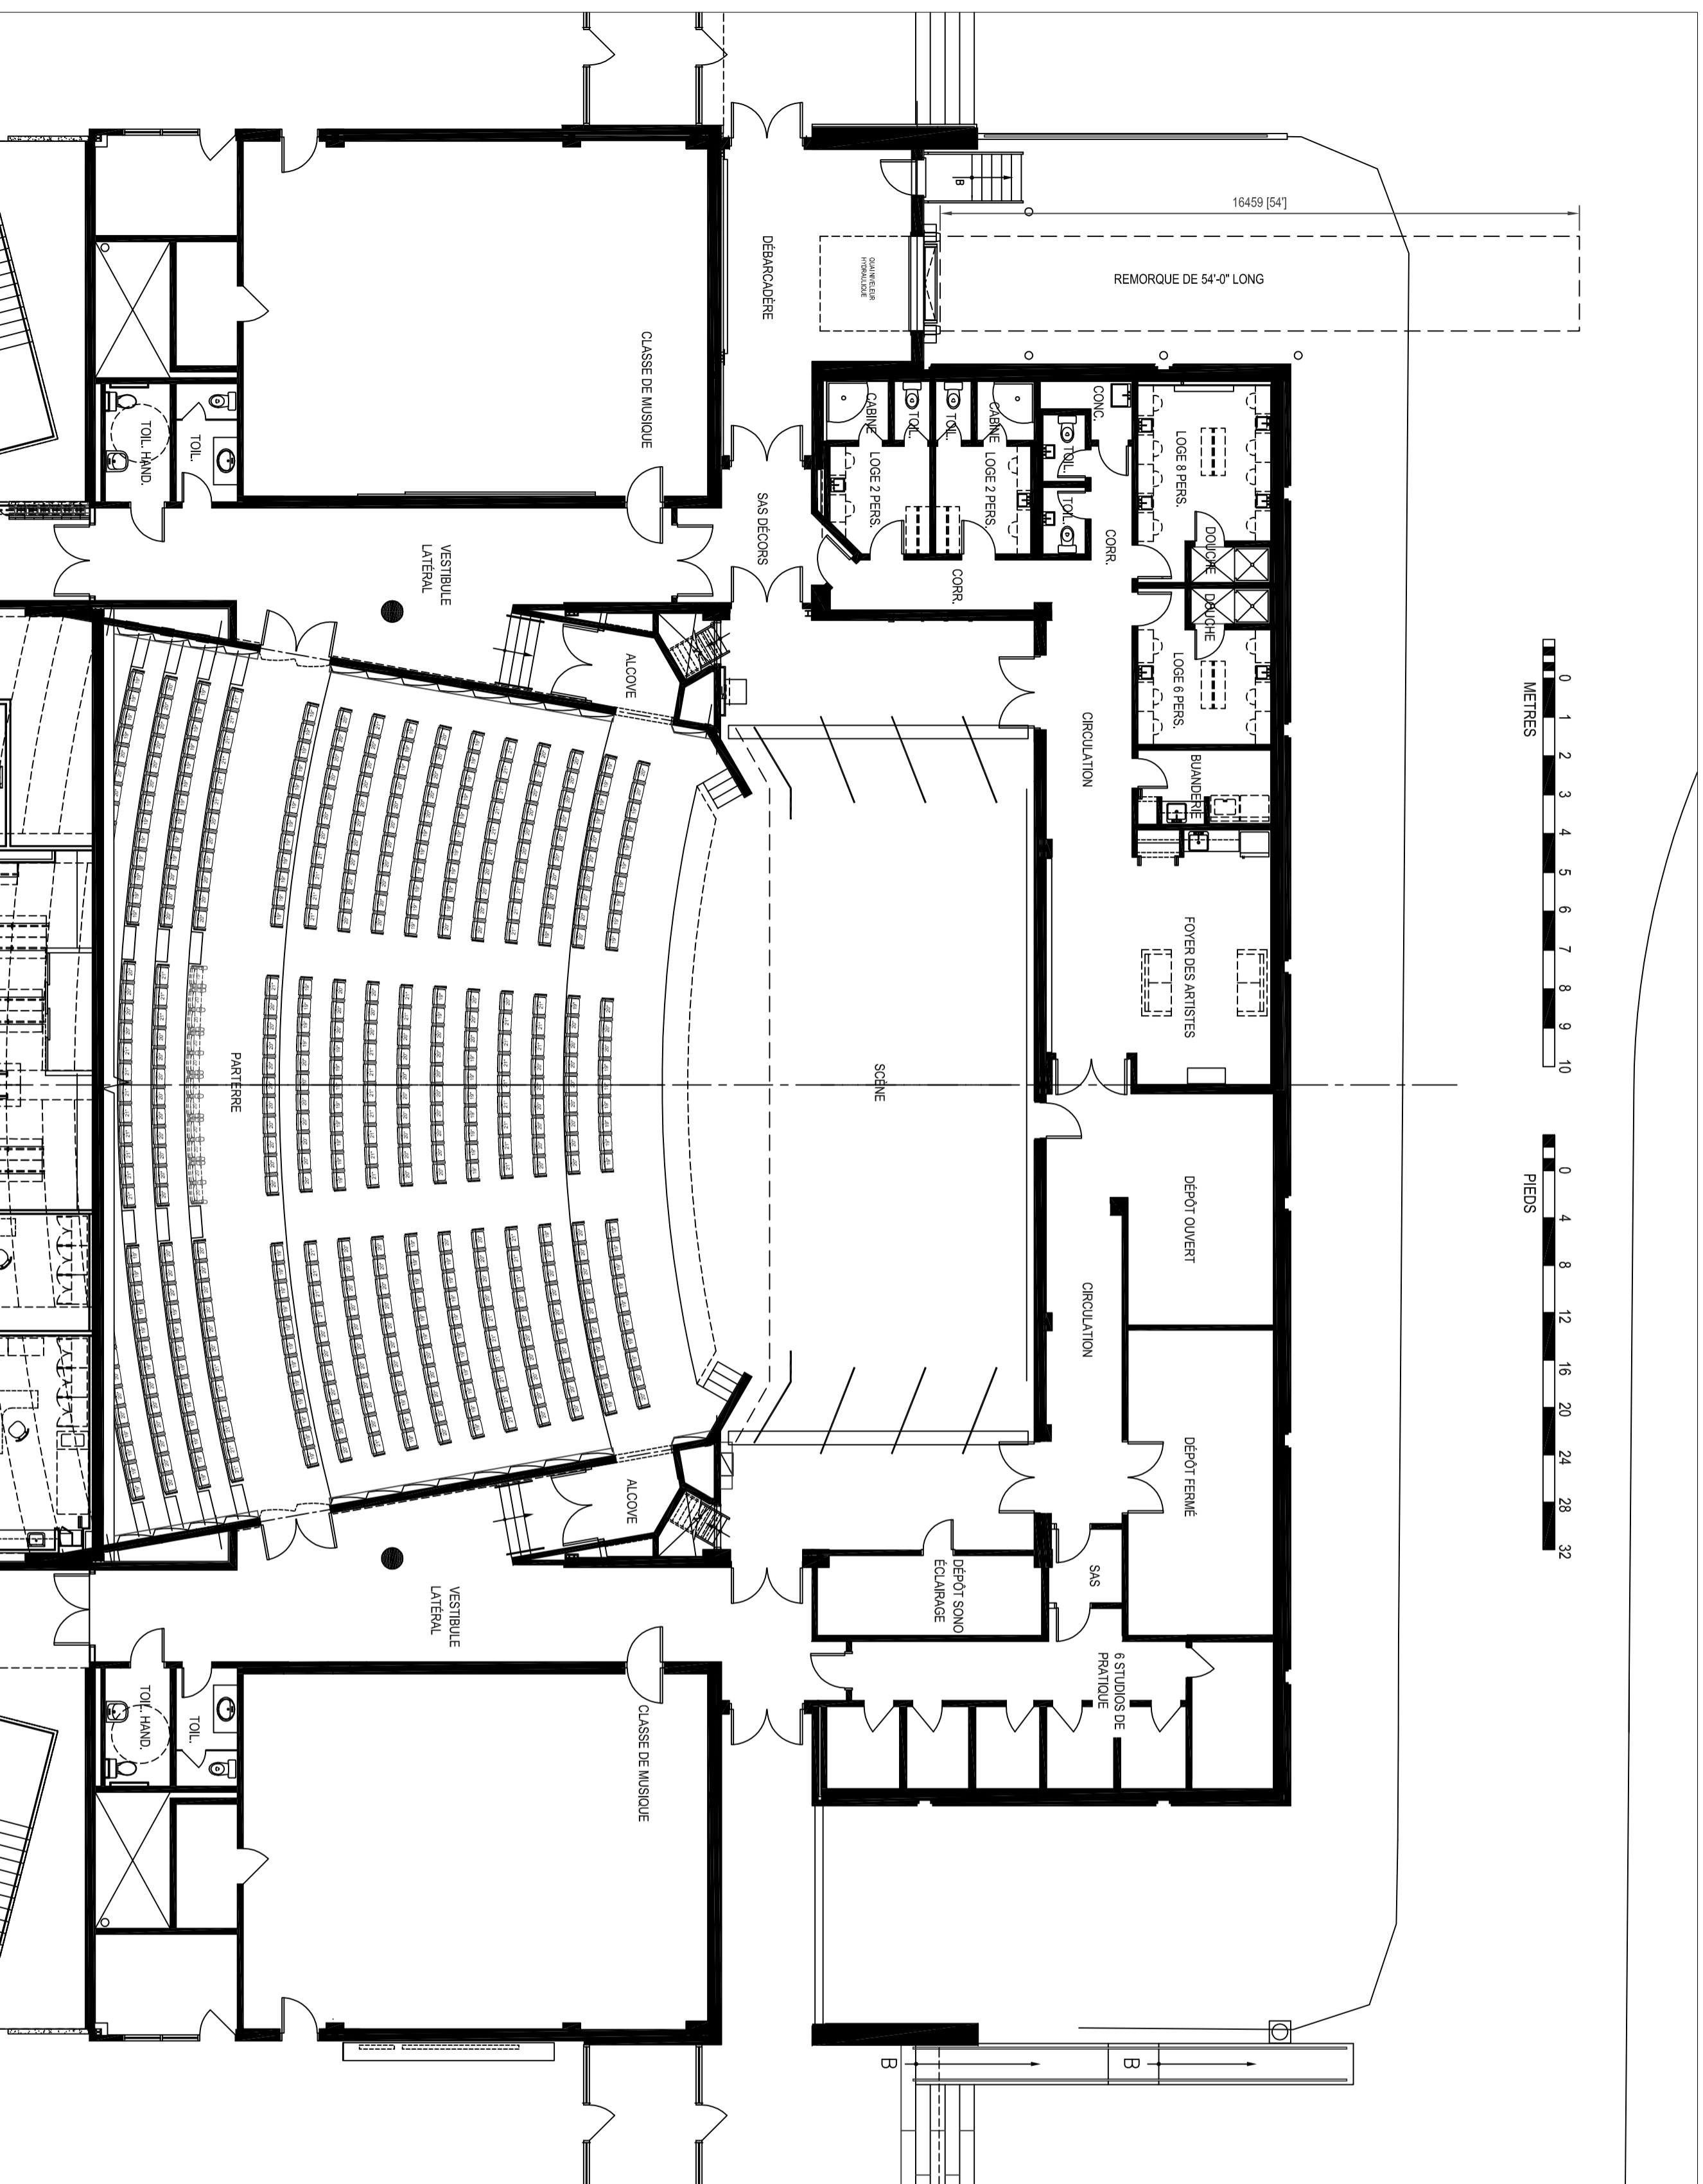 16459 [54']
REMORQUE DE 54'-0" LONG
B
QUAI NIVELEUR
HYDRAULIQUE
DÉBARCADÈRE
CLASSE DE MUSIQUE
TOIL. HAND.
TOIL.
VESTIBULE
LATÉRAL
SAS DÉCORS
CABINE
TOIL.
TOIL.
CABINE
LOGE 2 PERS.
LOGE 2 PERS.
CONC.
TOIL.
TOIL.
CORR.
CORR.
LOGE 8 PERS.
DOUCHE
DOUCHE
LOGE 6 PERS.
BUANDERIE
CIRCULATION
FOYER DES ARTISTES
ALCOVE
SCÈNE
PARTERRE
DÉPÔT OUVERT
CIRCULATION
DÉPÔT FERMÉ
SAS
DÉPÔT SONO
ÉCLAIRAGE
6 STUDIOS DE
PRATIQUE
ALCOVE
VESTIBULE
LATÉRAL
CLASSE DE MUSIQUE
TOIL. HAND.
TOIL.
B
B
0 1 2 3 4 5 6 7 8 9 10
METRES
0 4 8 12 16 20 24 28 32
PIEDS